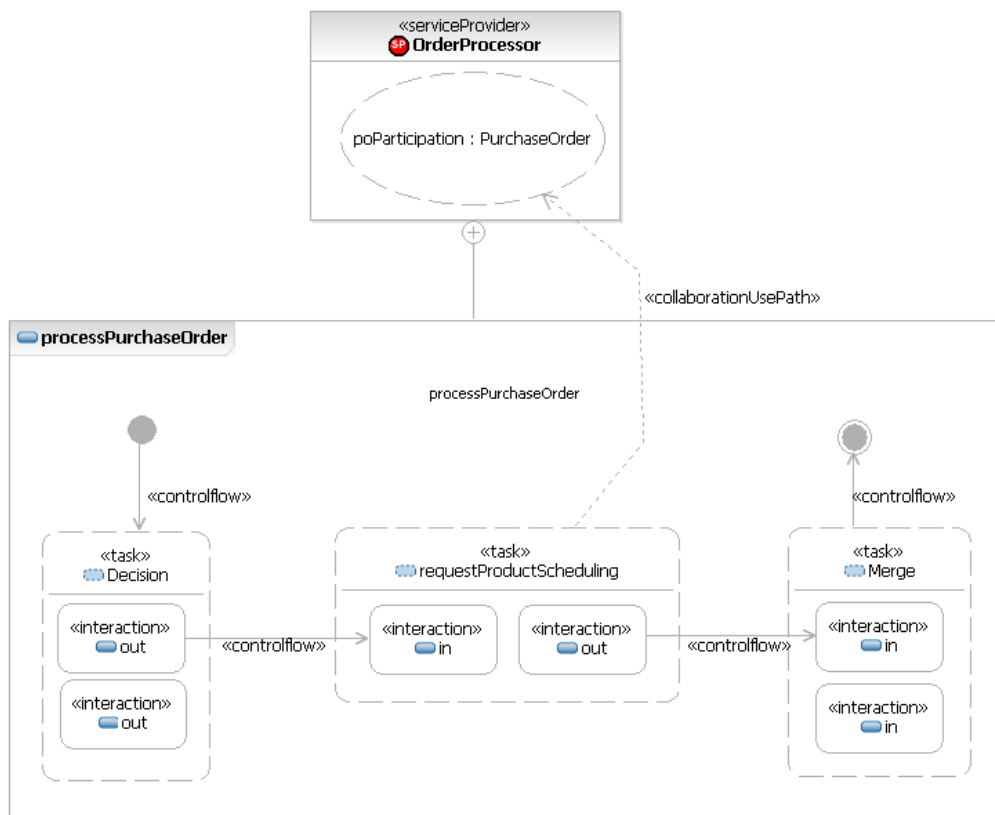 «serviceProvider»
SP OrderProcessor
poParticipation : PurchaseOrder
«collaborationUsePath»
processPurchaseOrder
processPurchaseOrder
«controlflow»
«controlflow»
«task»
Decision
«interaction»
out
«interaction»
out
«controlflow»
«task»
requestProductScheduling
«interaction»
in
«interaction»
out
«controlflow»
«task»
Merge
«interaction»
in
«interaction»
in